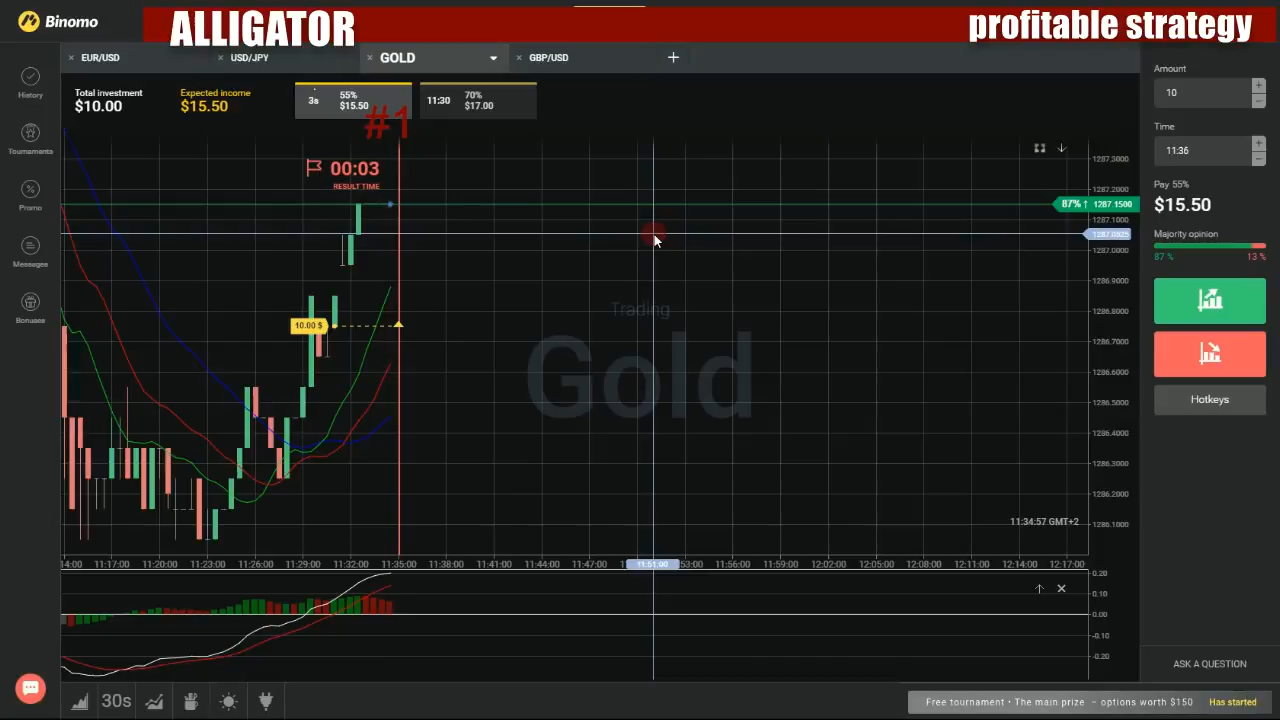 ALLIGATOR
profitable strategy
Binomo
EUR/USD
USD/JPY
GOLD
GBP/USD
Total investment
$10.00
Expected income
$15.50
3s
55%
$15.50
11:30
70%
$17.00
#1
00:03
RESULT TIME
10.00 $
Trading
Gold
History
Tournaments
Promo
Messages
Bonuses
1287.3000
1287.2000
87% ↑ 1287.1500
1287.1000
1287.0000
1286.9000
1286.8000
1286.7000
1286.6000
1286.5000
1286.4000
1286.3000
1286.2000
1286.1000
11:34:57 GMT+2
14:00 11:17:00 11:20:00 11:23:00 11:26:00 11:29:00 11:32:00 11:35:00 11:38:00 11:41:00 11:44:00 11:47:00 11:51:00 53:00 11:56:00 11:59:00 12:02:00 12:05:00 12:08:00 12:11:00 12:14:00 12:17:00
0.20
0.10
0.00
-0.10
-0.20
Amount
10
+
−
Time
11:36
+
−
Pay 55%
$15.50
Majority opinion
87 % 13 %
Hotkeys
ASK A QUESTION
30s
Free tournament • The main prize – options worth $150 Has started